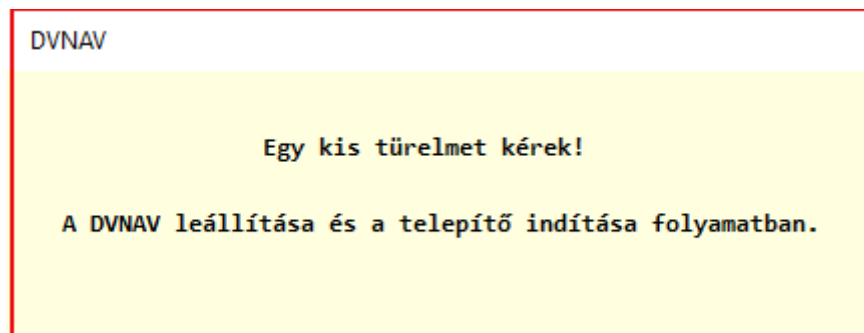 DVNAV
Egy kis türelmet kérek!
A DVNAV leállítása és a telepítő indítása folyamatban.